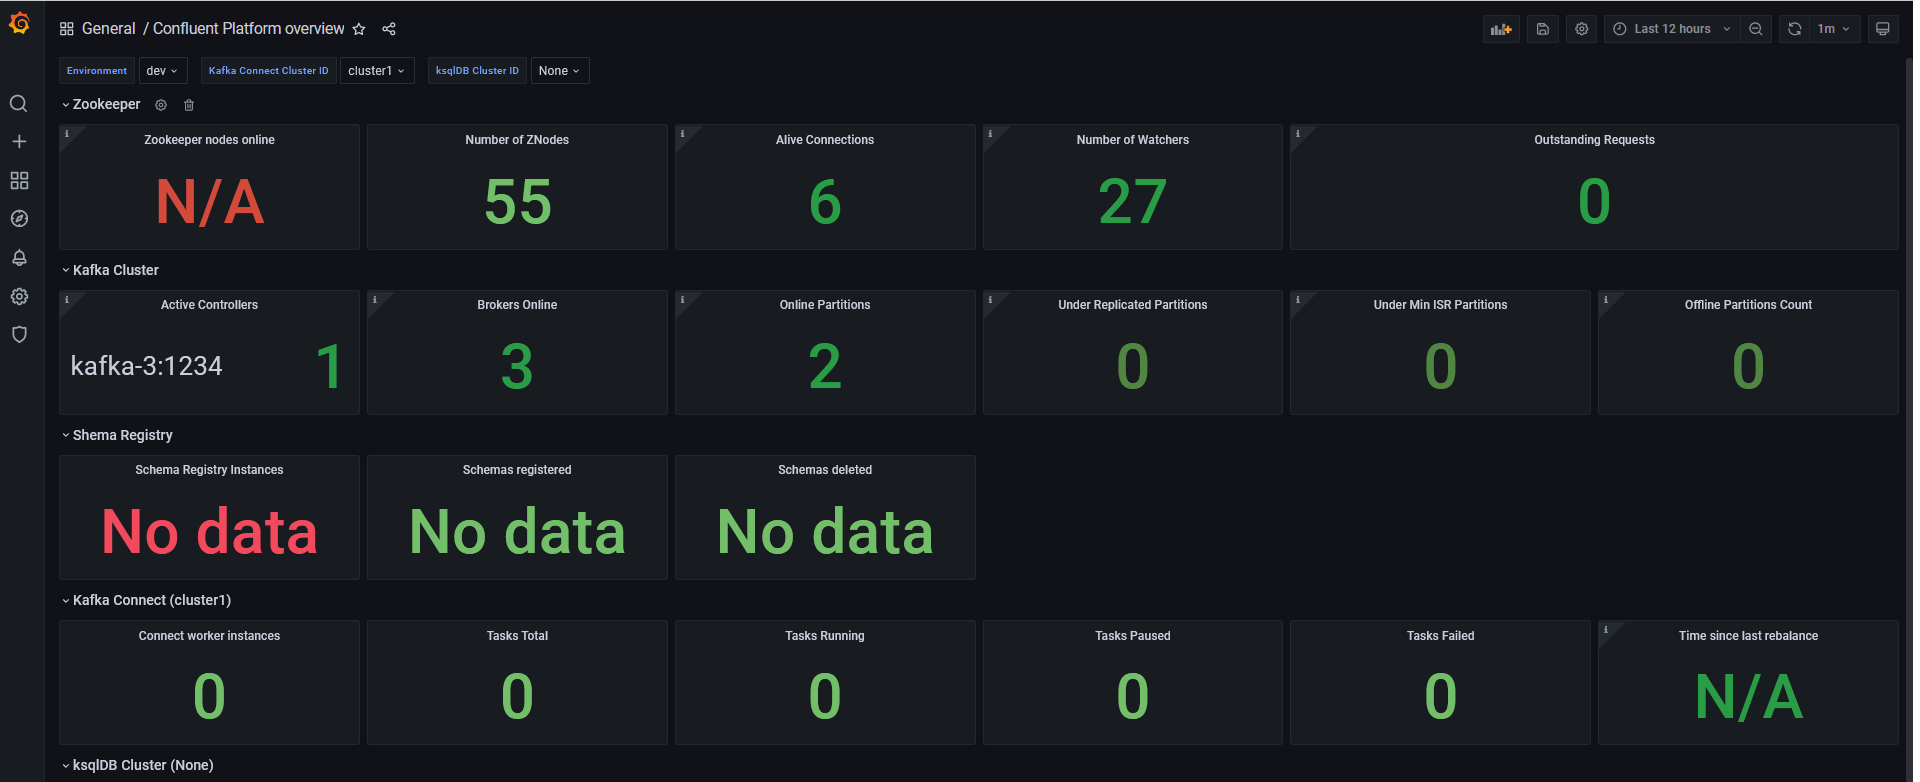 General / Confluent Platform overview
Last 12 hours
1m
Environment dev Kafka Connect Cluster ID cluster1 ksqlDB Cluster ID None
Zookeeper
Zookeeper nodes online
N/A
Number of ZNodes
55
Alive Connections
6
Number of Watchers
27
Outstanding Requests
0
Kafka Cluster
Active Controllers
kafka-3:1234 1
Brokers Online
3
Online Partitions
2
Under Replicated Partitions
0
Under Min ISR Partitions
0
Offline Partitions Count
0
Shema Registry
Schema Registry Instances
No data
Schemas registered
No data
Schemas deleted
No data
Kafka Connect (cluster1)
Connect worker instances
0
Tasks Total
0
Tasks Running
0
Tasks Paused
0
Tasks Failed
0
Time since last rebalance
N/A
ksqlDB Cluster (None)